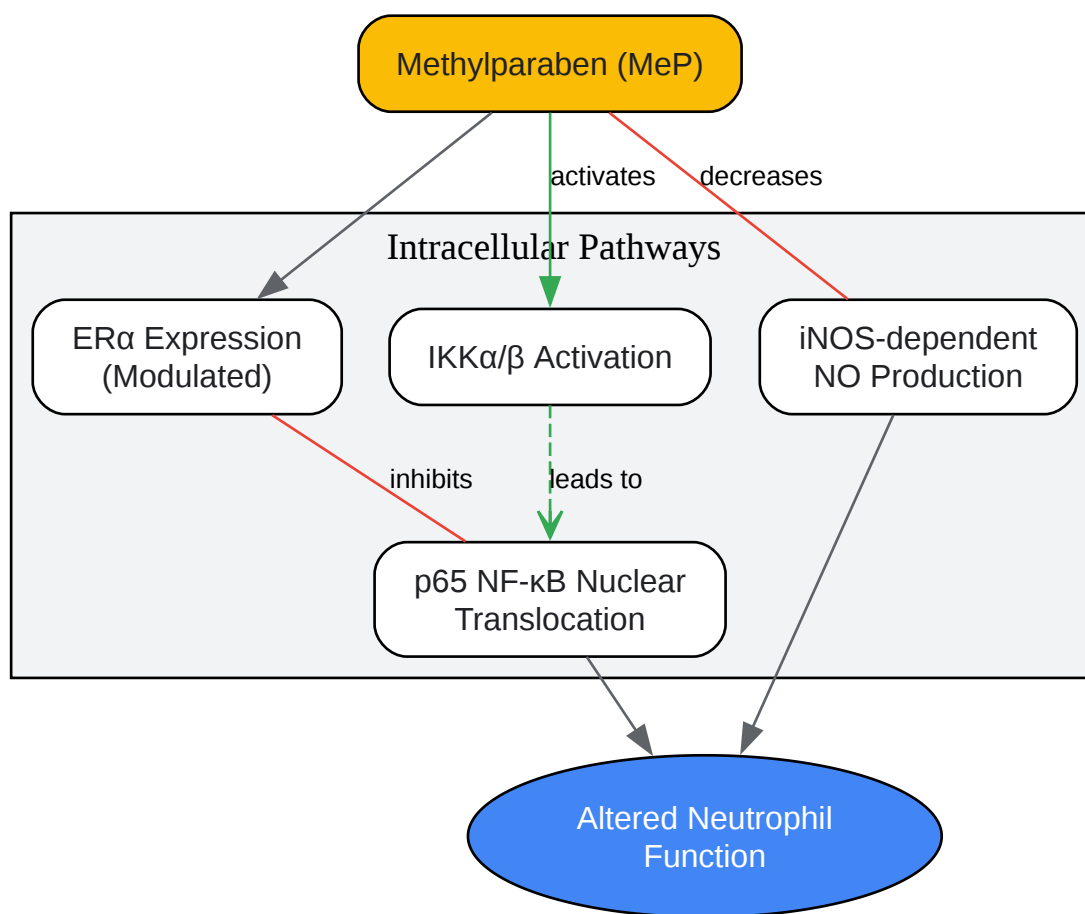 Methylparaben (MeP)
activates
decreases
Intracellular Pathways
ERα Expression
(Modulated)
IKKα/β Activation
iNOS-dependent
NO Production
inhibits
leads to
p65 NF-κB Nuclear
Translocation
Altered Neutrophil
Function